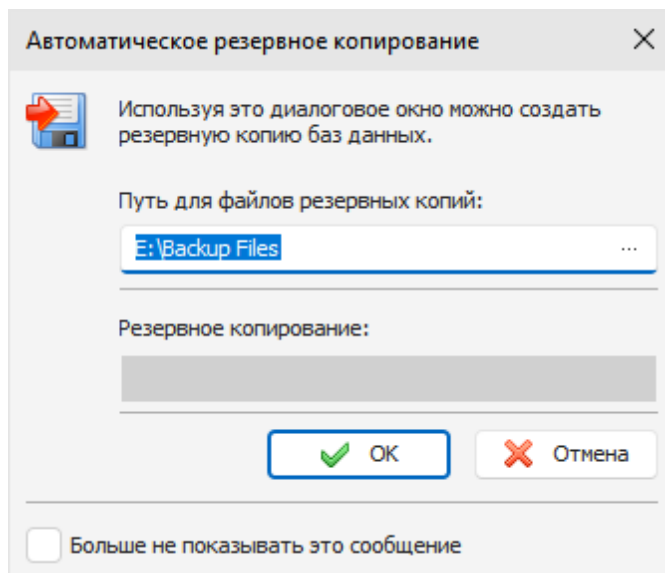 Автоматическое резервное копирование
Используя это диалоговое окно можно создать
резервную копию баз данных.
Путь для файлов резервных копий:
E:\Backup Files ...
Резервное копирование:
OK Отмена
Больше не показывать это сообщение